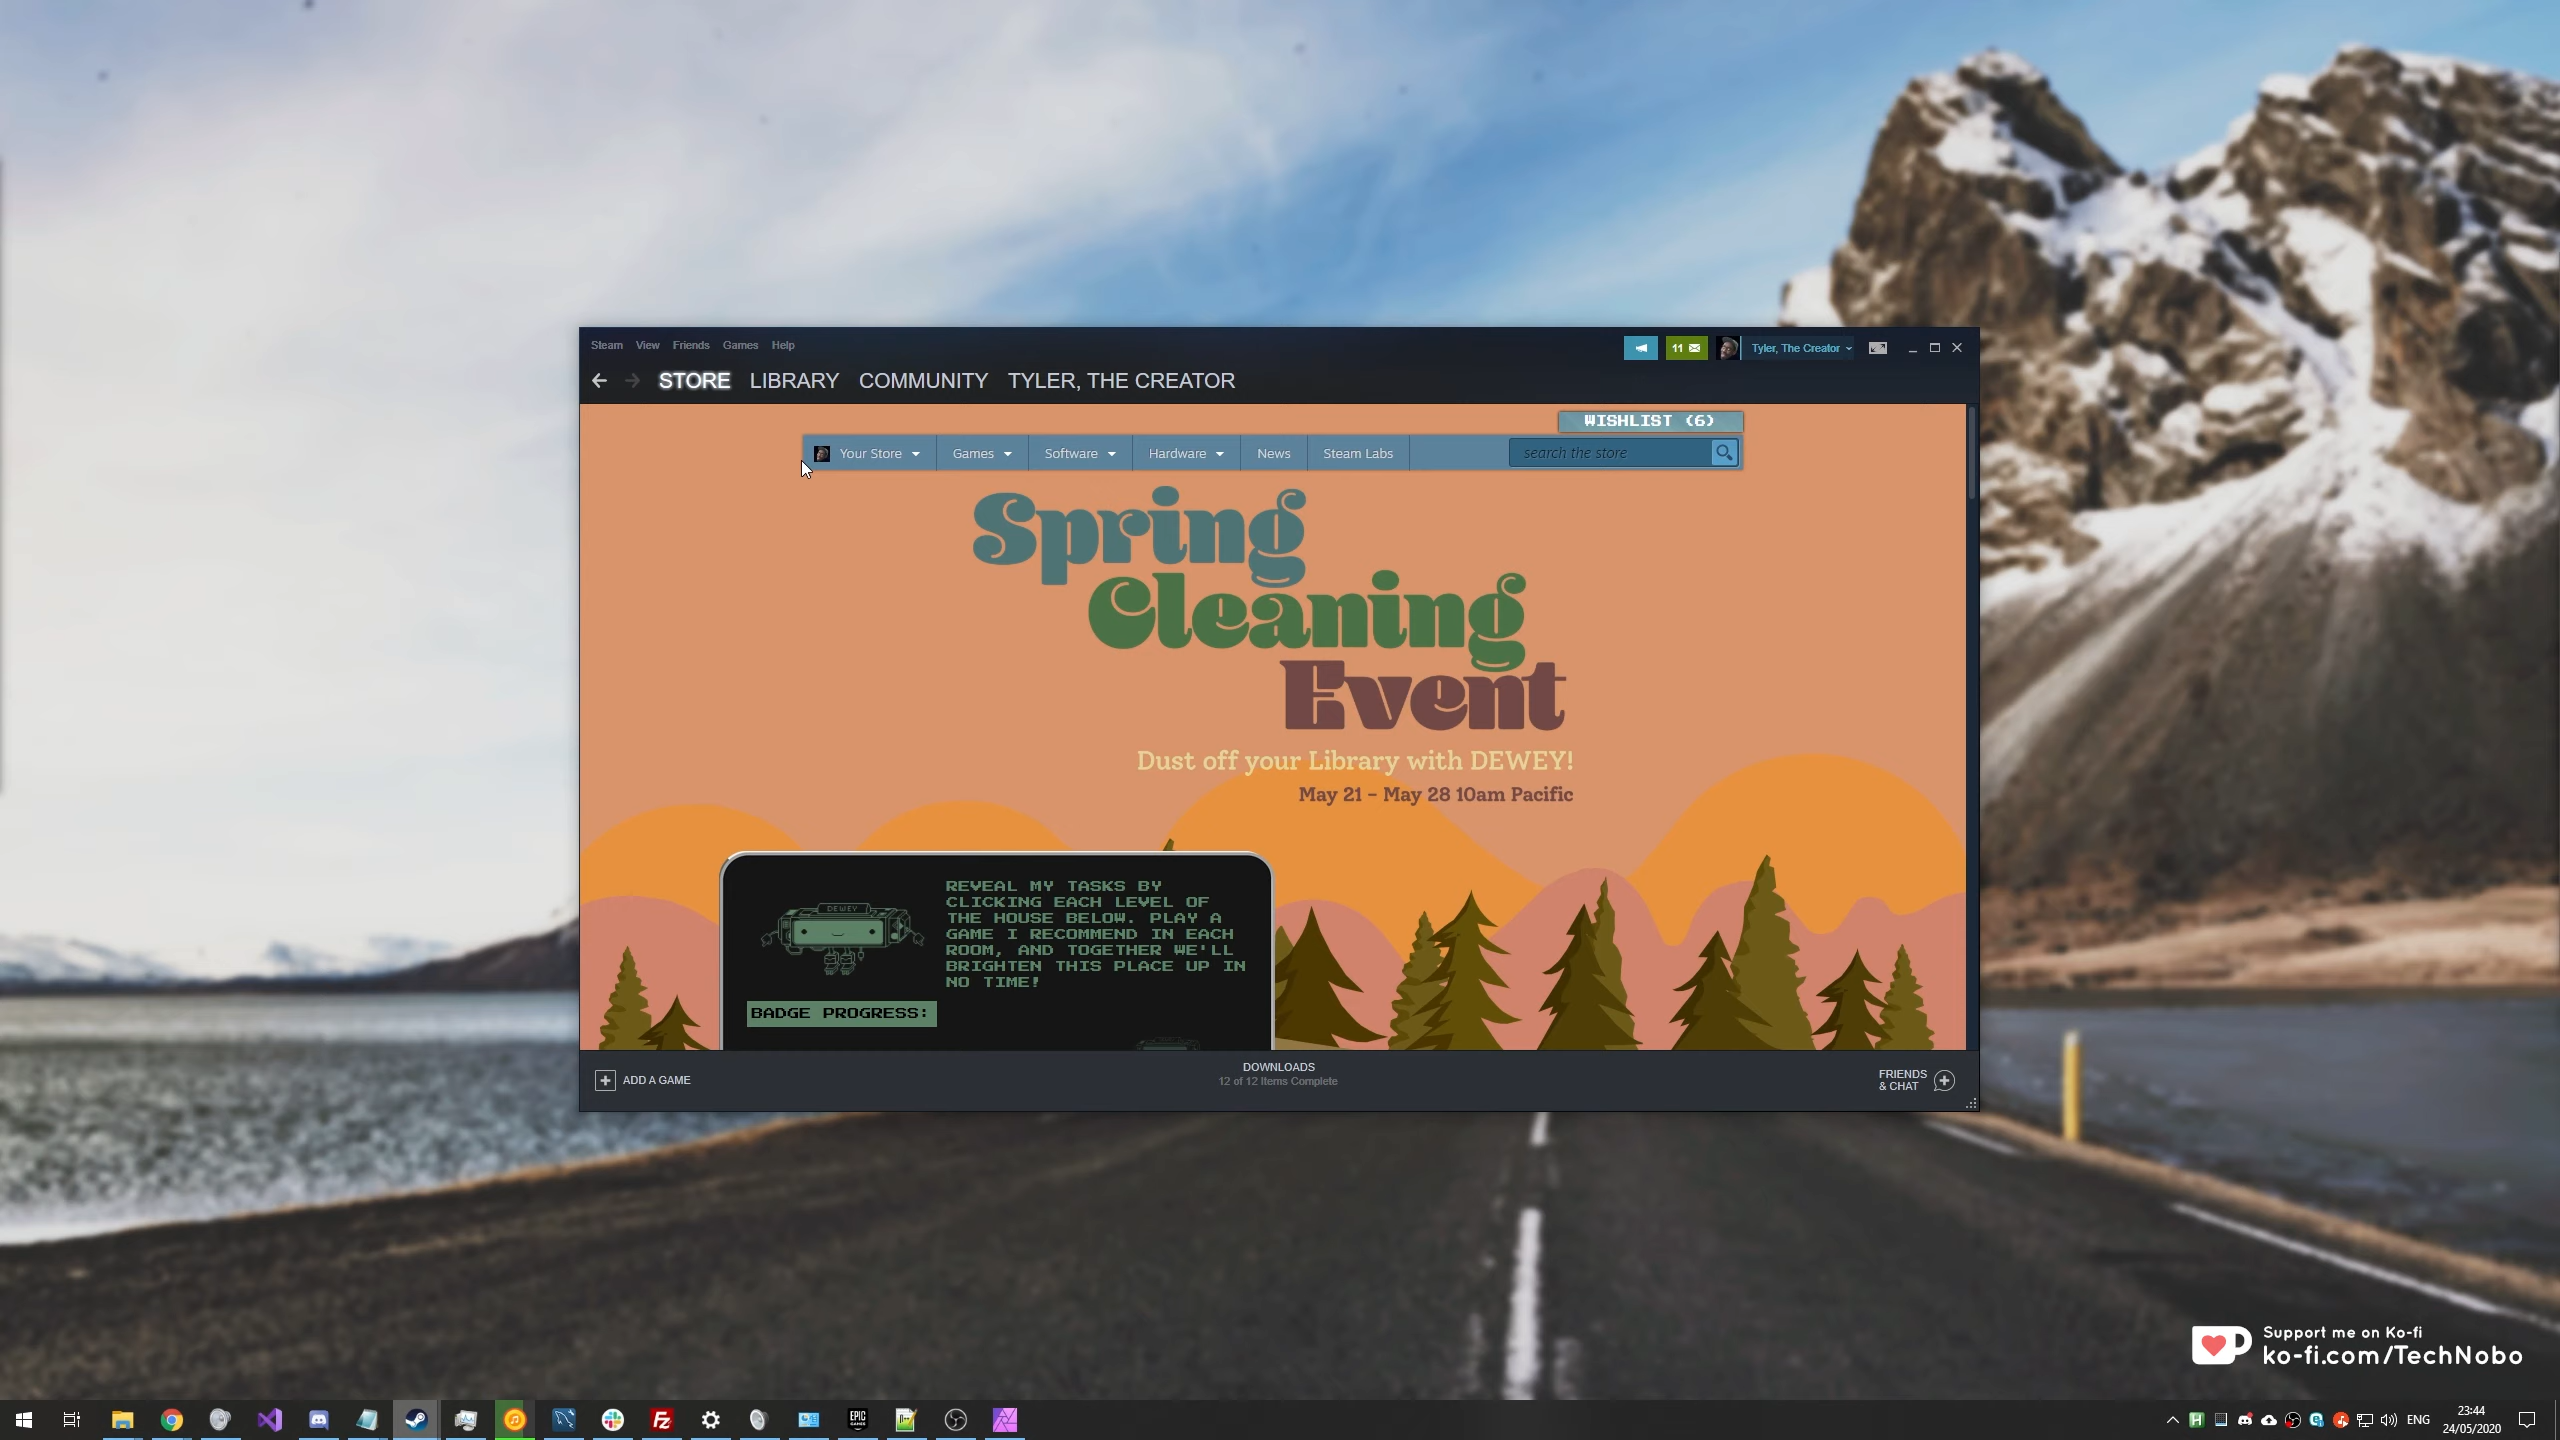 Steam View Friends Games Help
11 Tyler, The Creator
STORE LIBRARY COMMUNITY TYLER, THE CREATOR
WISHLIST (6)
Your Store Games Software Hardware News Steam Labs search the store
Spring
Cleaning
Event
Dust off your Library with DEWEY!
May 21 - May 28 10am Pacific
DEWEY
REVEAL MY TASKS BY
CLICKING EACH LEVEL OF
THE HOUSE BELOW. PLAY A
GAME I RECOMMEND IN EACH
ROOM, AND TOGETHER WE'LL
BRIGHTEN THIS PLACE UP IN
NO TIME!
BADGE PROGRESS:
ADD A GAME
DOWNLOADS
12 of 12 Items Complete
FRIENDS
& CHAT
Support me on Ko-fi
ko-fi.com/TechNobo
EPIC
GAMES
ENG
23:44
24/05/2020